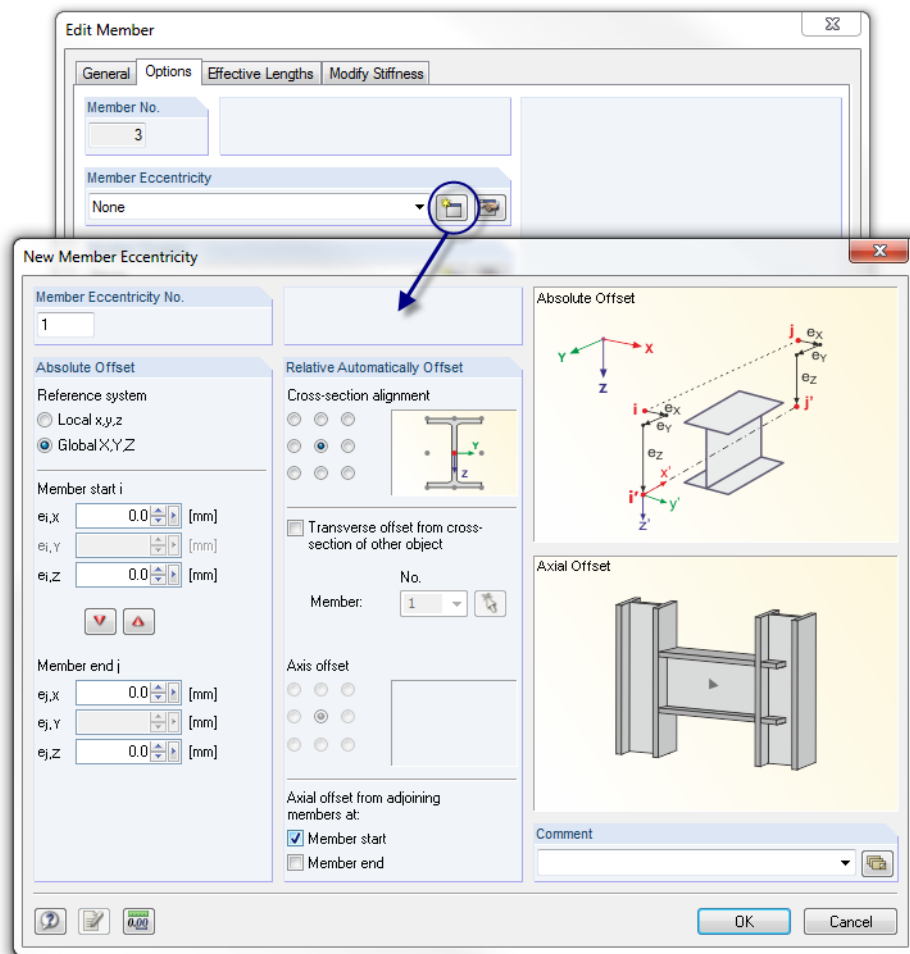 Edit Member
General Options Effective Lengths Modify Stiffness
Member No.
3
Member Eccentricity
None
New Member Eccentricity
Member Eccentricity No.
1
Absolute Offset
Reference system
Local x,y,z
Global X,Y,Z
Member start i
ei,X 0.0 [mm]
ei,Y [mm]
ei,Z 0.0 [mm]
Member end j
ej,X 0.0 [mm]
ej,Y [mm]
ej,Z 0.0 [mm]
Relative Automatically Offset
Cross-section alignment
Y
z
Transverse offset from cross-
section of other object
No.
Member: 1
Axis offset
Axial offset from adjoining
members at:
Member start
Member end
Absolute Offset
Y X
Z
j eX
eY
eZ
j'
i eX
eY
eZ
x'
i' y'
z'
Axial Offset
Comment
0.00
OK Cancel